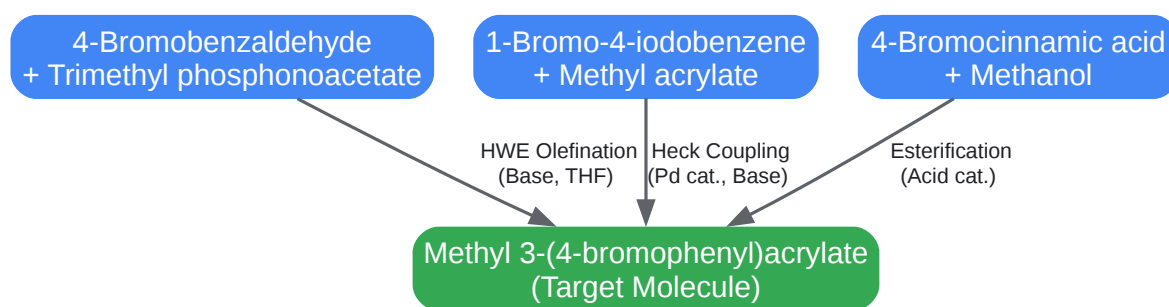 4-Bromobenzaldehyde
+ Trimethyl phosphonoacetate
1-Bromo-4-iodobenzene
+ Methyl acrylate
4-Bromocinnamic acid
+ Methanol
HWE Olefination
(Base, THF)
Heck Coupling
(Pd cat., Base)
Esterification
(Acid cat.)
Methyl 3-(4-bromophenyl)acrylate
(Target Molecule)